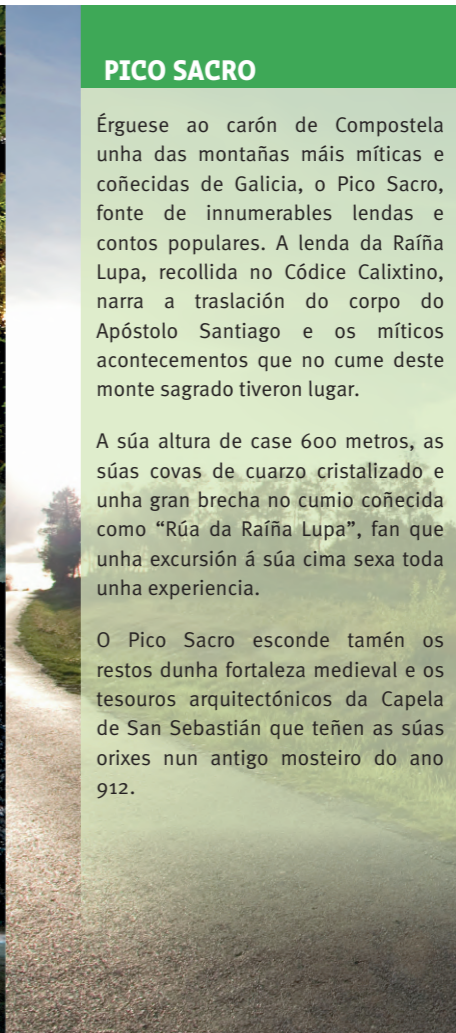 PICO SACRO
Érguese ao carón de Compostela
unha das montañas máis míticas e
coñecidas de Galicia, o Pico Sacro,
fonte de innumerables lendas e
contos populares. A lenda da Raíña
Lupa, recollida no Códice Calixtino,
narra a traslación do corpo do
Apóstolo Santiago e os míticos
acontecementos que no cume deste
monte sagrado tiveron lugar.
A súa altura de case 600 metros, as
súas covas de cuarzo cristalizado e
unha gran brecha no cumio coñecida
como “Rúa da Raíña Lupa”, fan que
unha excursión á súa cima sexa toda
unha experiencia.
O Pico Sacro esconde tamén os
restos dunha fortaleza medieval e os
tesouros arquitectónicos da Capela
de San Sebastián que teñen as súas
orixes nun antigo mosteiro do ano
912.